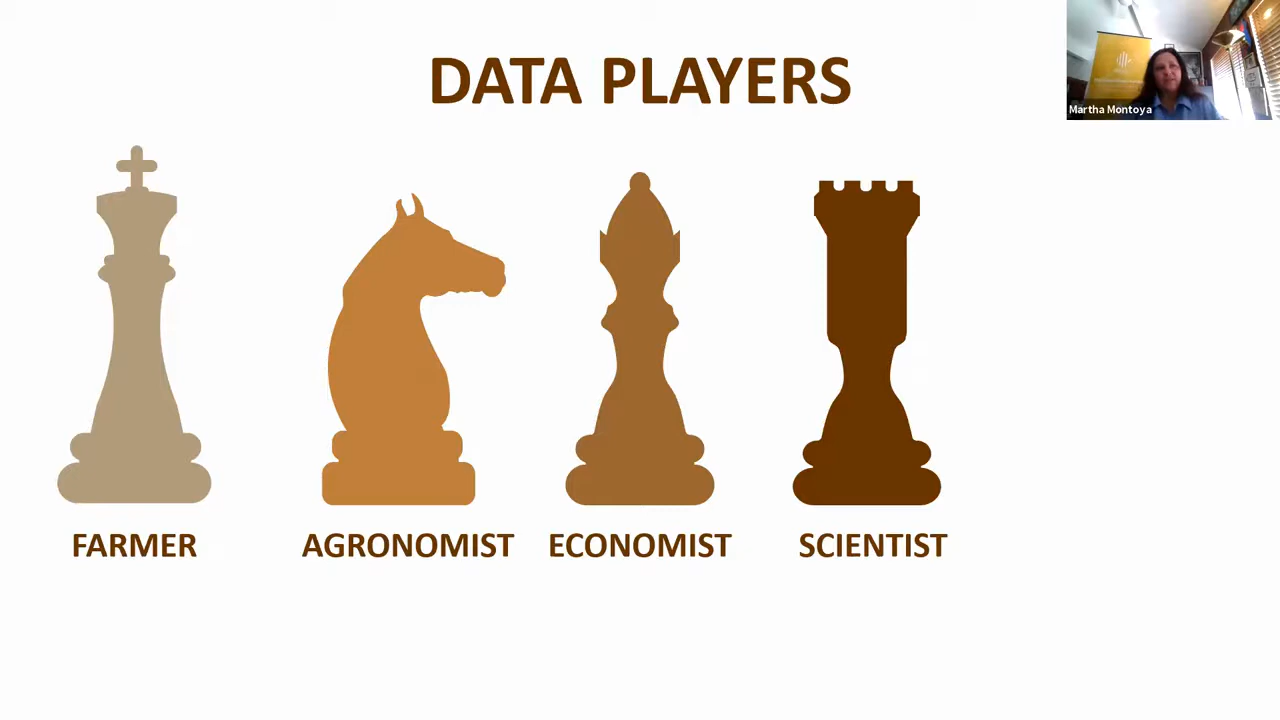 DATA PLAYERS
Martha Montoya
FARMER
AGRONOMIST
ECONOMIST
SCIENTIST